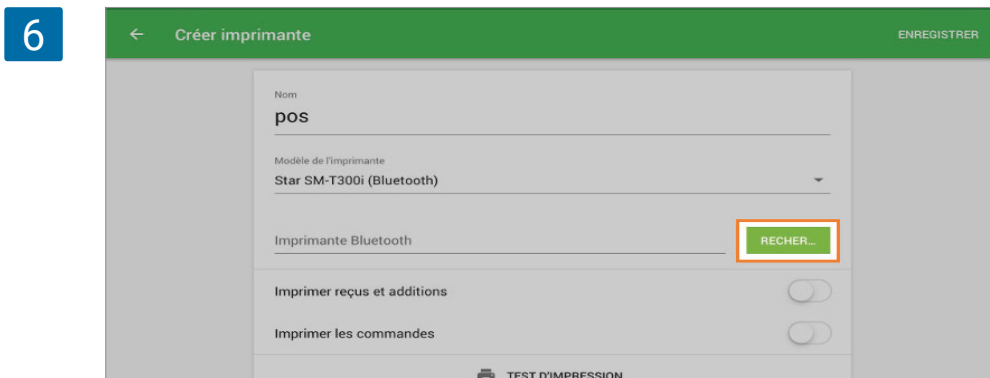 6
Créer imprimante
ENREGISTRER
Nom
pos
Modèle de l'imprimante
Star SM-T300i (Bluetooth)
Imprimante Bluetooth
RECHER...
Imprimer reçus et additions
Imprimer les commandes
TEST D'IMPRESSION